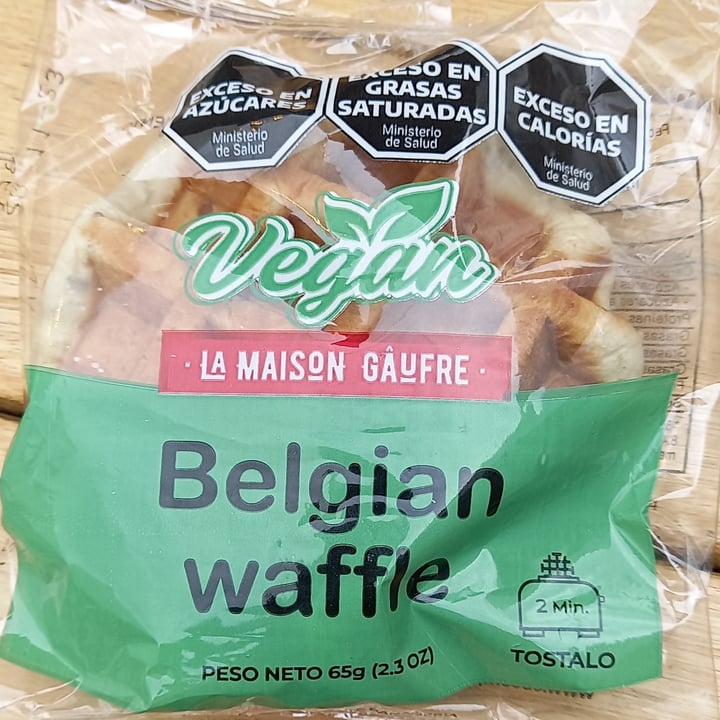 EXCESO EN
AZÚCARES
Ministerio
de Salud
EXCESO EN
GRASAS
SATURADAS
Ministerio
de Salud
EXCESO EN
CALORÍAS
Ministerio
de Salud
Vegan
· LA MAISON GÂUFRE ·
Belgian
waffle
2 Min.
TOSTALO
PESO NETO 65g (2.3 OZ)